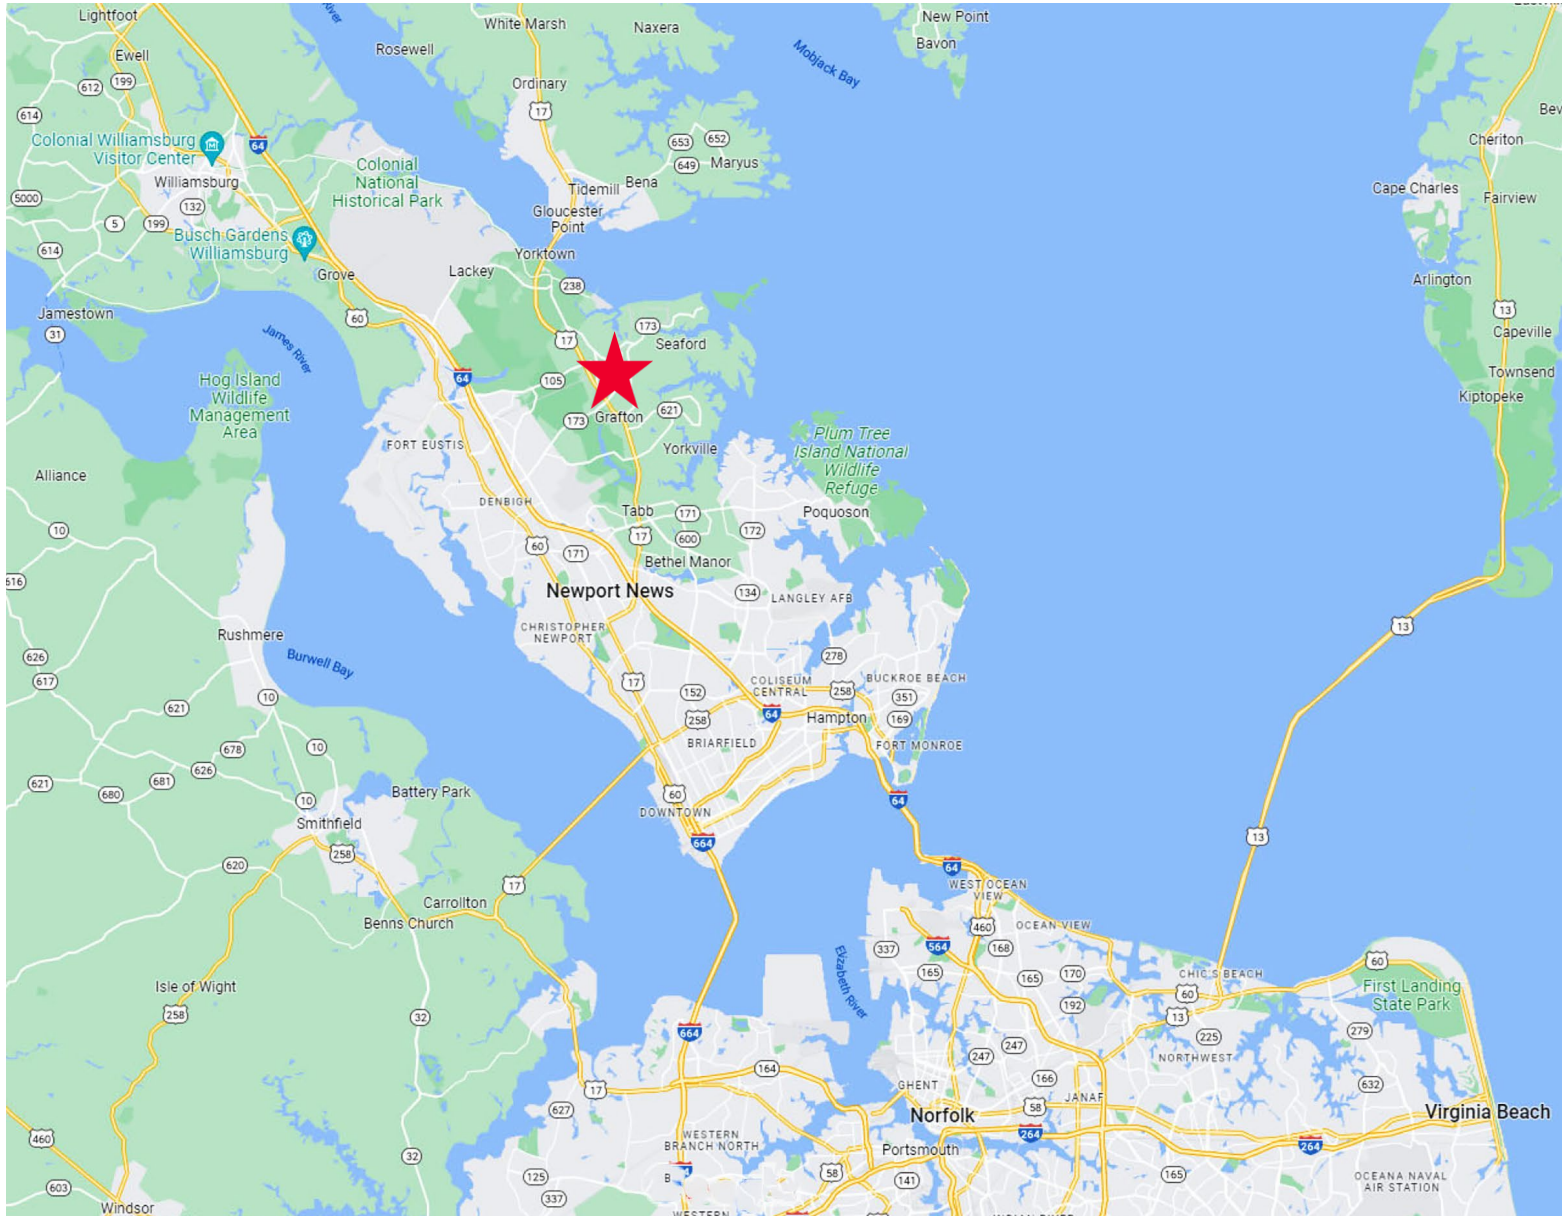 Lightfoot
White Marsh
Naxera
New Point
Bavon
Rosewell
River
Mobjack Bay
Ewell
199
612
614
Ordinary
17
Bev
Cheriton
Colonial Williamsburg
Visitor Center
64
653
652
649
Maryus
Colonial
National
Historical Park
Williamsburg
Tidemill
Bena
Cape Charles
5000
132
Fairview
5
199
Gloucester
Point
Busch Gardens
Williamsburg
614
Yorktown
Grove
Lackey
238
Arlington
Jamestown
31
60
13
173
Capeville
James River
17
Seaford
Townsend
64
105
Hog Island
Wildlife
Management
Area
Kiptopeke
173
Grafton
621
FORT EUSTIS
Yorkville
Plum Tree
Island National
Wildlife
Refuge
Alliance
DENBIGH
Tabb
171
Poquoson
10
172
17
600
60
171
Bethel Manor
616
Newport News
134
LANGLEY AFB
CHRISTOPHER
NEWPORT
13
Rushmere
626
Burwell Bay
278
617
17
COLISEUM
CENTRAL
BUCKROE BEACH
152
258
351
10
621
258
64
Hampton
169
678
10
BRIARFIELD
FORT MONROE
626
621
681
680
Battery Park
60
64
10
DOWNTOWN
Smithfield
664
13
258
620
64
17
WEST OCEAN
VIEW
Carrollton
Benns Church
460
OCEAN VIEW
337
564
168
Elizabeth River
165
165
170
CHIC'S BEACH
60
Isle of Wight
60
First Landing
State Park
258
32
192
13
664
225
279
247
247
NORTHWEST
164
166
632
17
GHENT
627
58
JANAF
Norfolk
Virginia Beach
460
WESTERN
BRANCH NORTH
264
264
32
Portsmouth
125
58
165
OCEANA NAVAL
AIR STATION
603
337
B
141
Windsor
WESTERN